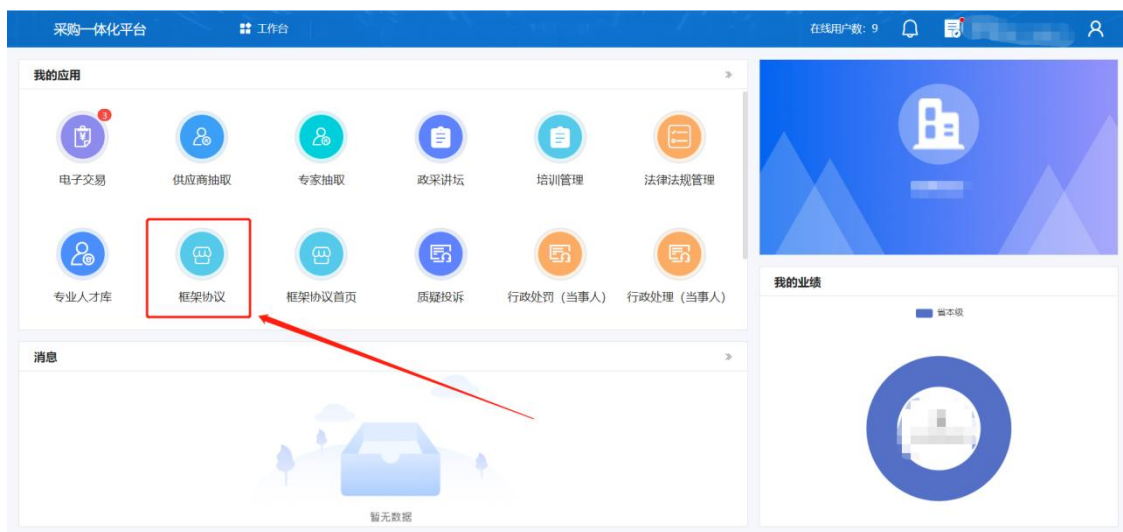 采购一体化平台 工作台 在线用户数：9
我的应用
3
电子交易 供应商抽取 专家抽取 政采讲坛 培训管理 法律法规管理
专业人才库 框架协议 框架协议首页 质疑投诉 行政处罚（当事人） 行政处理（当事人）
我的业绩
省本级
消息
暂无数据